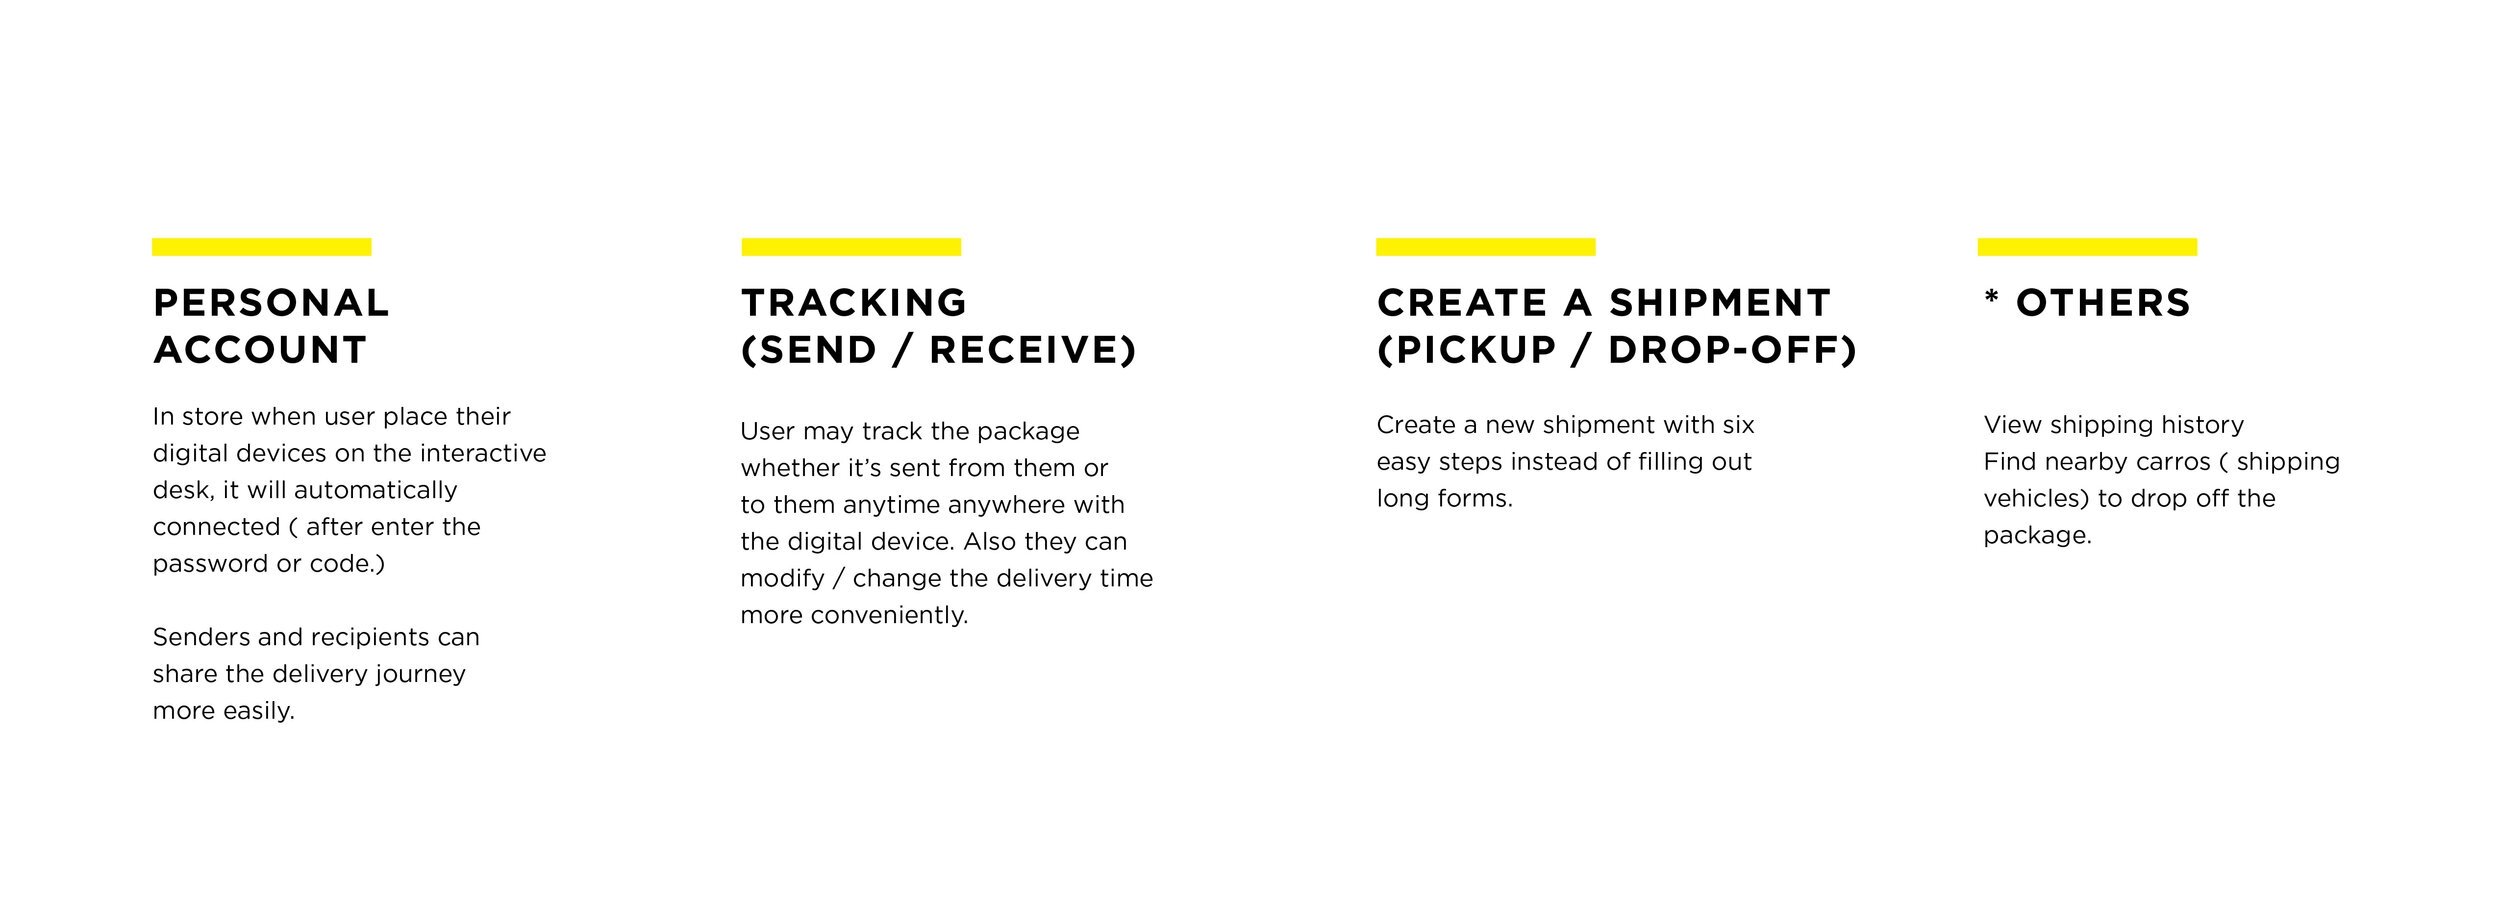 PERSONAL
ACCOUNT
In store when user place their
digital devices on the interactive
desk, it will automatically
connected ( after enter the
password or code.)
Senders and recipients can
share the delivery journey
more easily.
TRACKING
(SEND / RECEIVE)
User may track the package
whether it’s sent from them or
to them anytime anywhere with
the digital device. Also they can
modify / change the delivery time
more conveniently.
CREATE A SHIPMENT
(PICKUP / DROP-OFF)
Create a new shipment with six
easy steps instead of filling out
long forms.
* OTHERS
View shipping history
Find nearby carros ( shipping
vehicles) to drop off the
package.